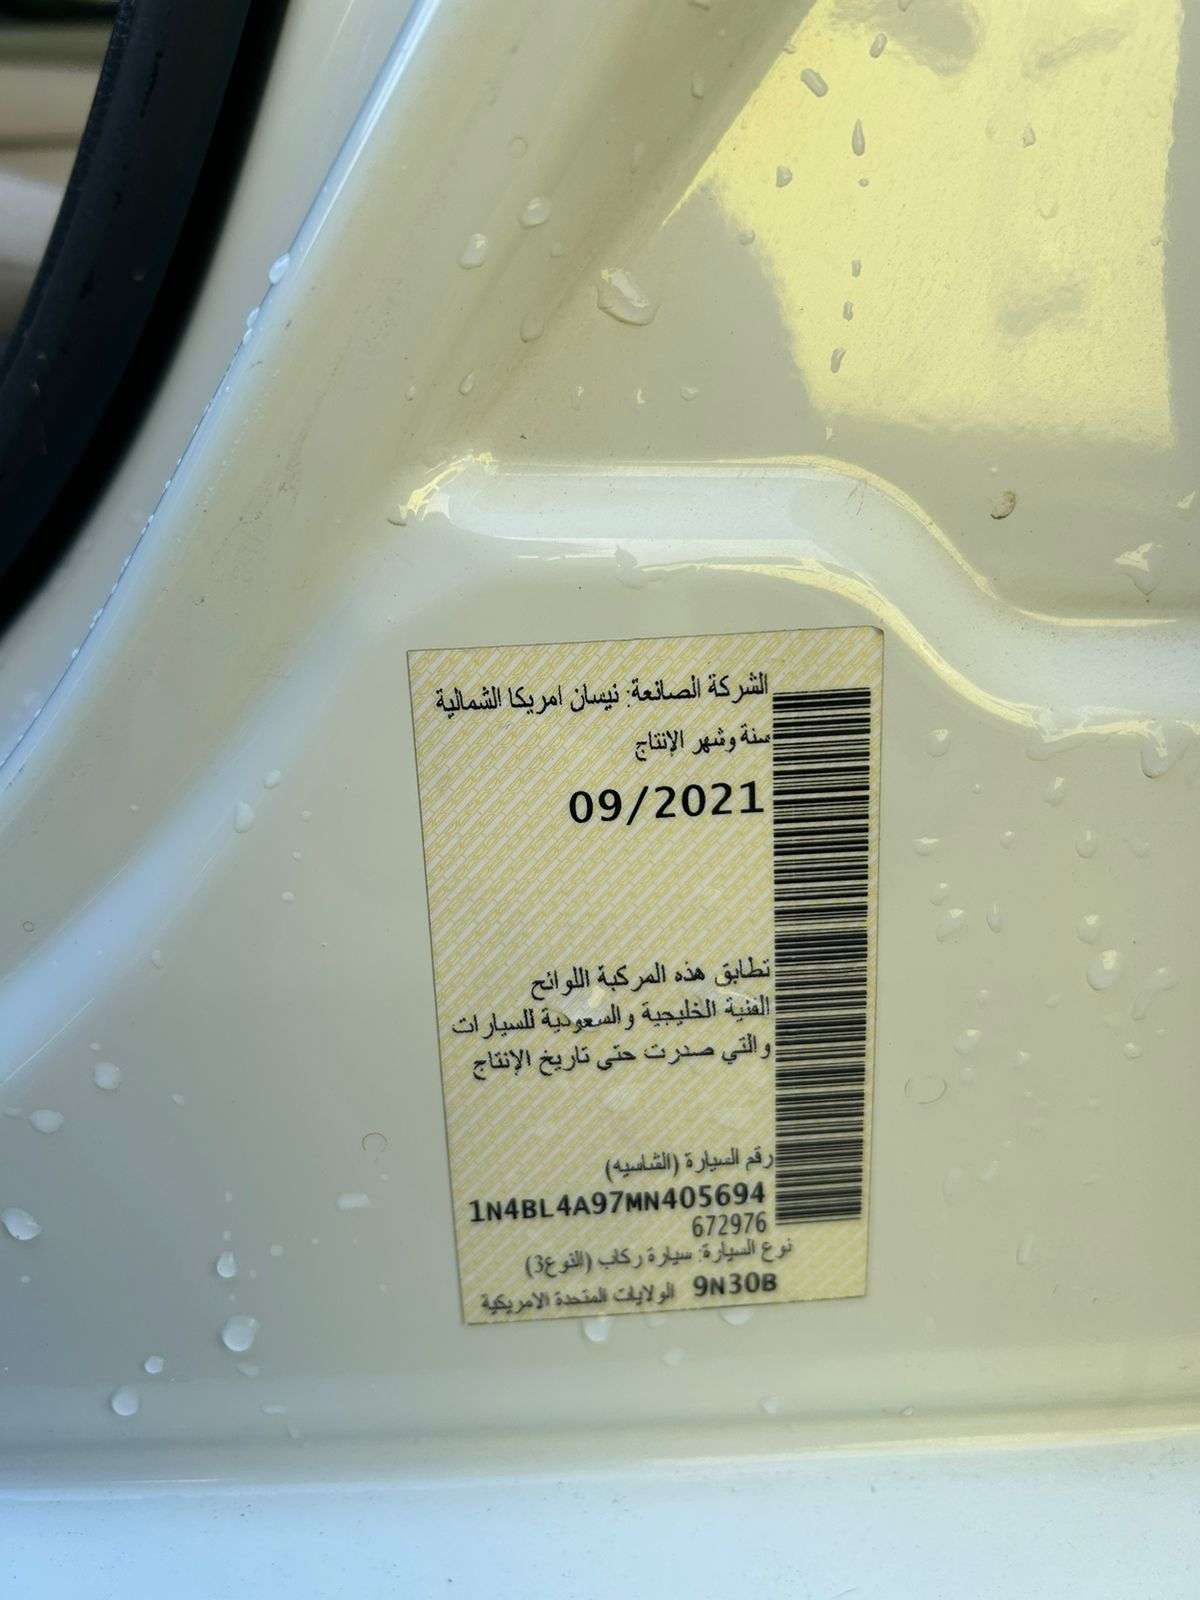 الشركة الصانعة: نيسان امريكا الشمالية
سنة وشهر الإنتاج
09/2021
تطابق هذه المركبة اللوائح
الفنية الخليجية والسعودية للسيارات
والتي صدرت حتى تاريخ الإنتاج
رقم السيارة (الشاسيه)
1N4BL4A97MN405694
672976
نوع السيارة: سيارة ركاب (النوع3)
9N30B الولايات المتحدة الامريكية